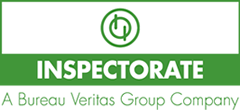 INSPECTORATE
A Bureau Veritas Group Company